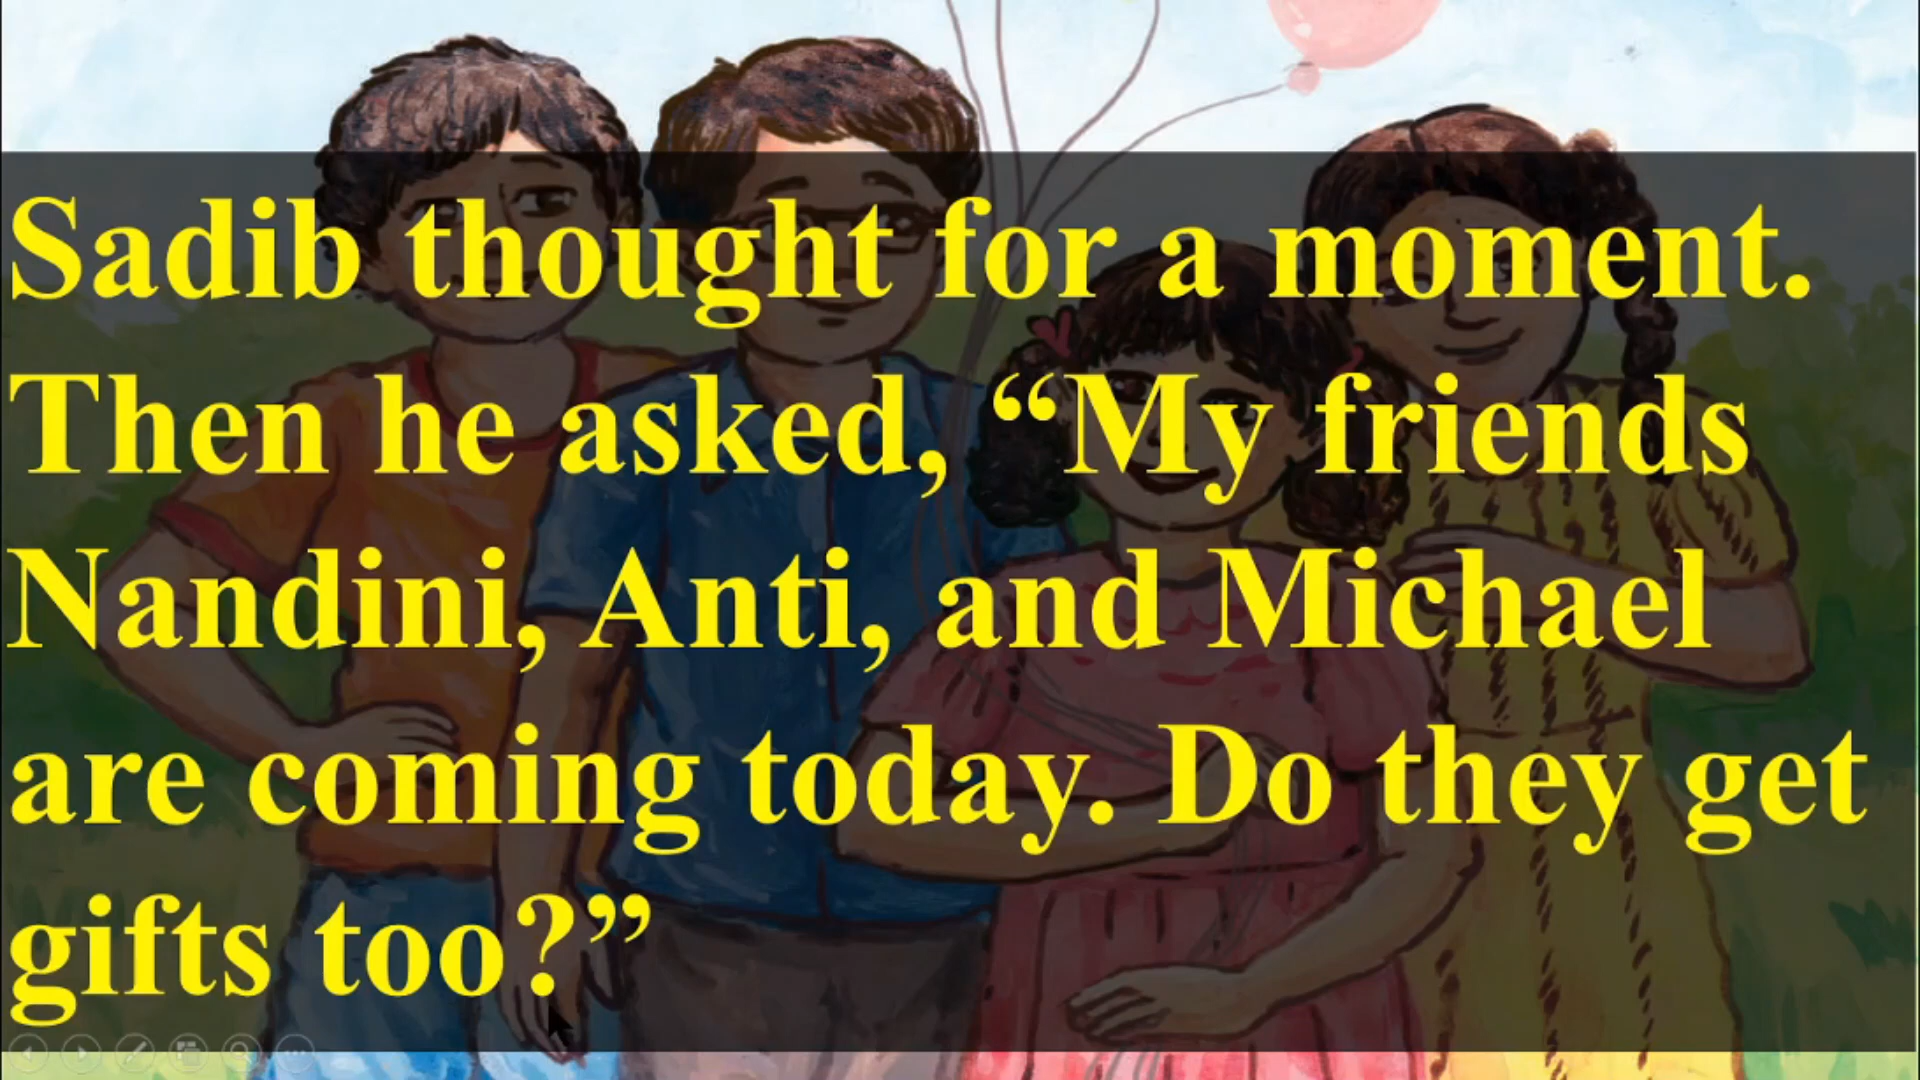 Sadib thought for a moment.
Then he asked, “My friends
Nandini, Anti, and Michael
are coming today. Do they get
gifts too?”